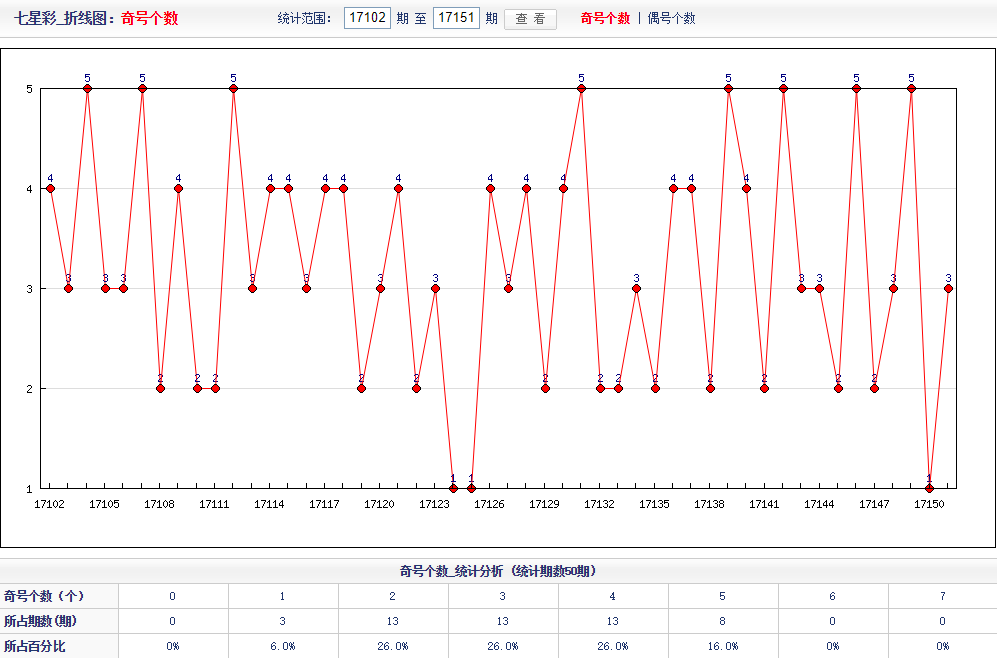 七星彩_折线图：奇号个数 统计范围： 17102 期 至 17151 期 查 看 奇号个数 | 偶号个数
5 5 5 5 5 5 5 5
5
4 4 4 4 4 4 4 4 4 4 4 4 4
4
3 3 3 3 3 3 3 3 3 3 3 3 3
3
2 2 2 2 2 2 2 2 2 2 2 2 2
2
1 1 1
1
17102 17105 17108 17111 17114 17117 17120 17123 17126 17129 17132 17135 17138 17141 17144 17147 17150
奇号个数_统计分析（统计期数50期）
奇号个数（个） 0 1 2 3 4 5 6 7
所占期数(期) 0 3 13 13 13 8 0 0
所占百分比 0% 6.0% 26.0% 26.0% 26.0% 16.0% 0% 0%